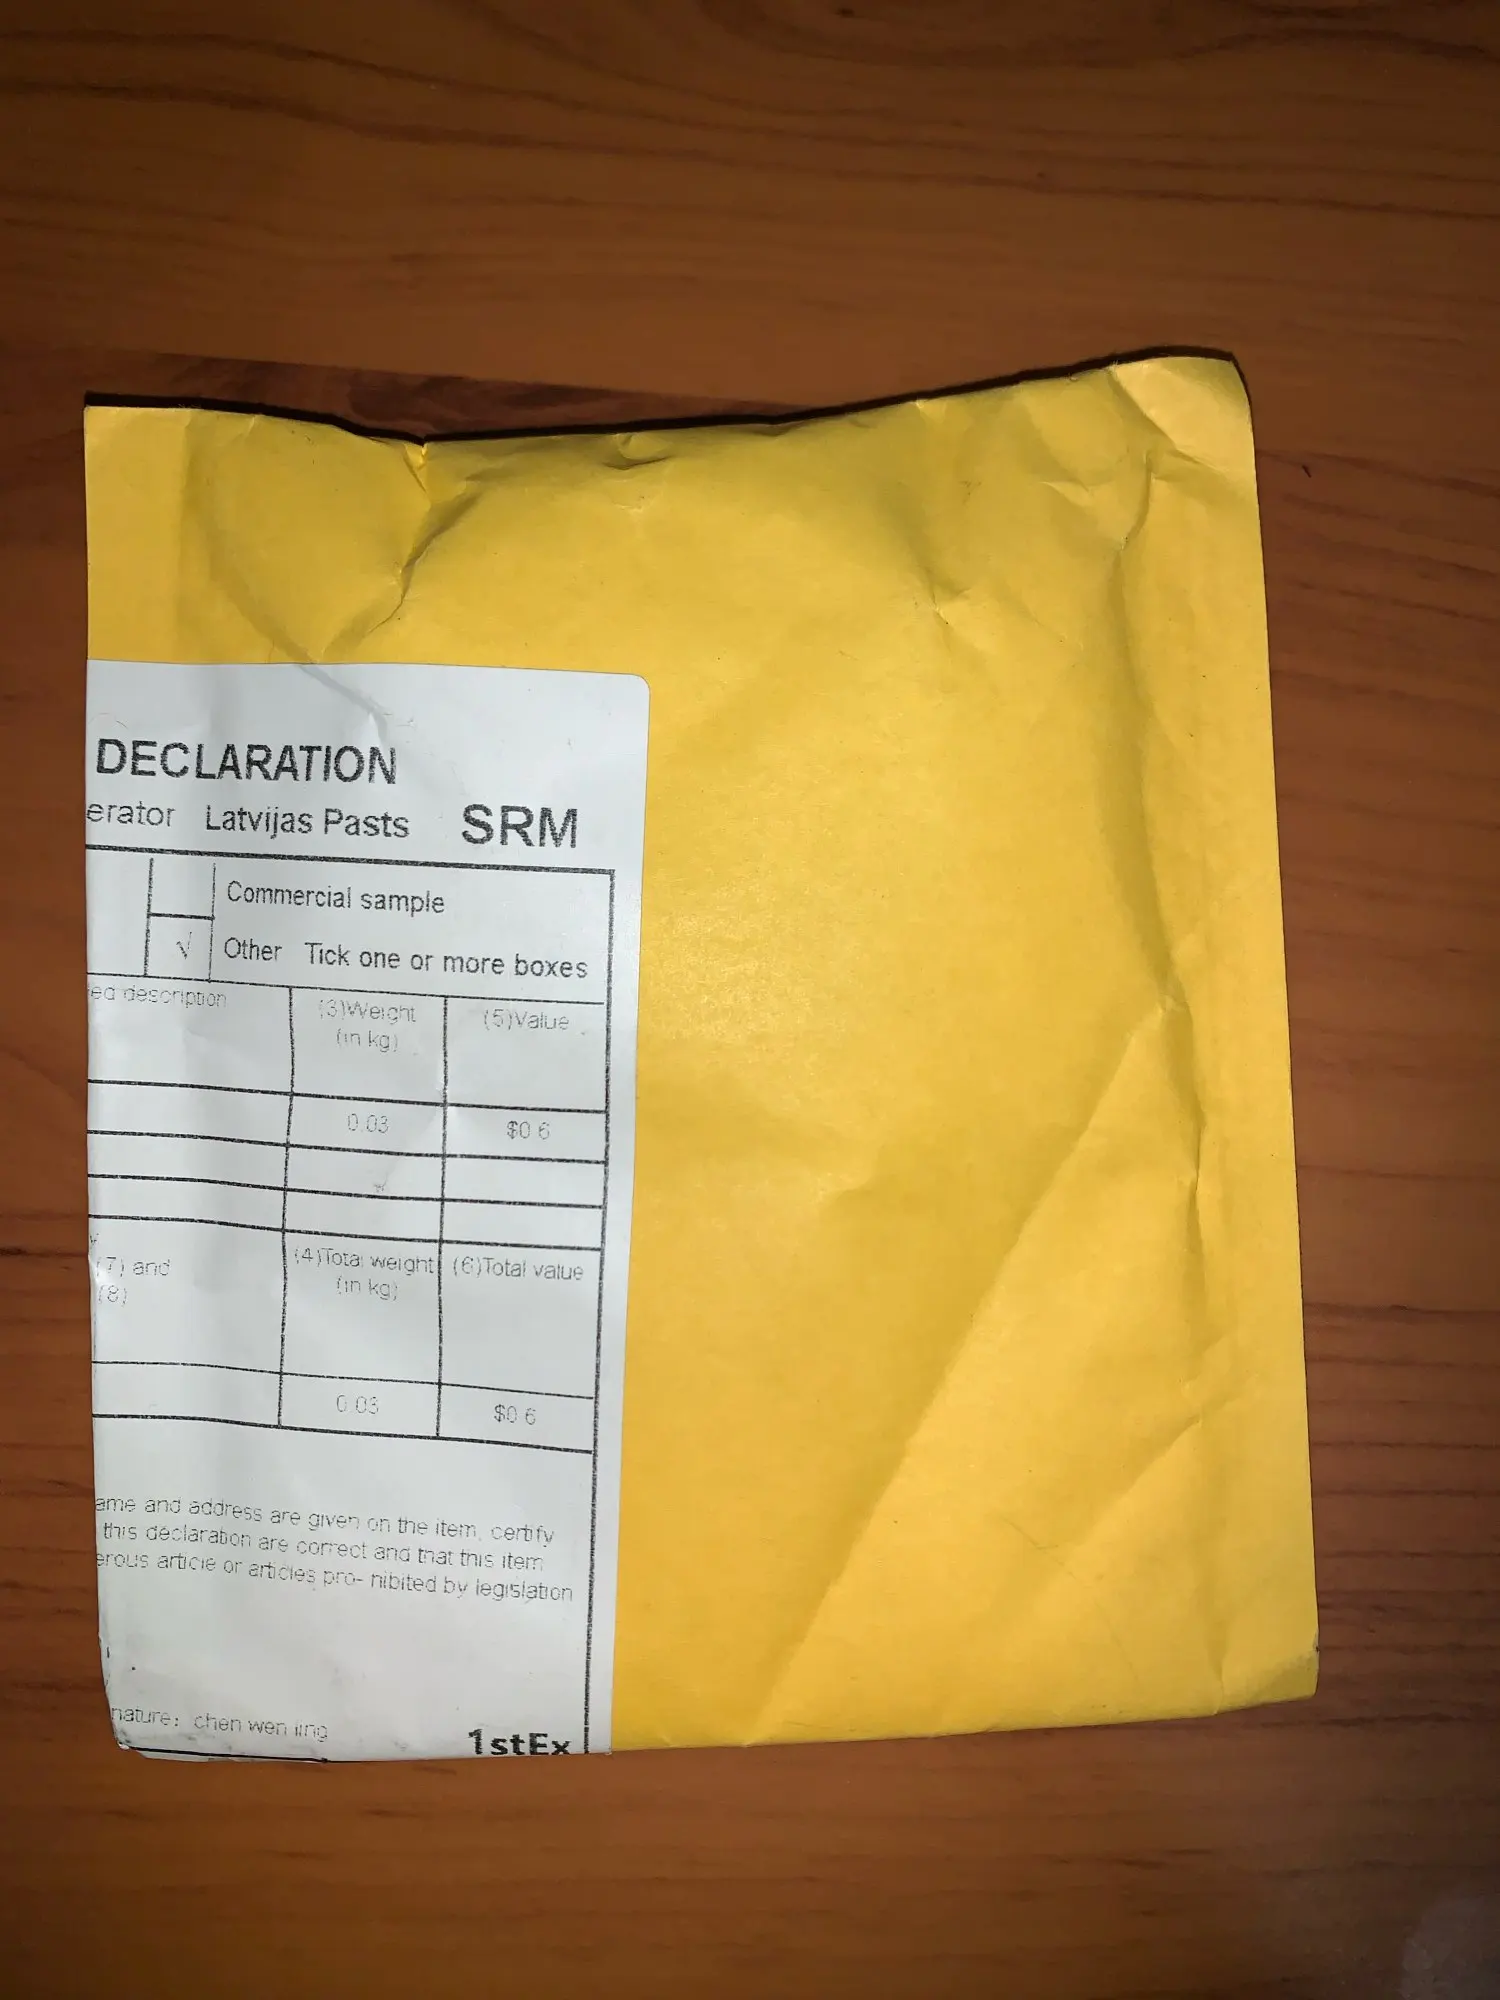 DECLARATION
erator Latvijas Pasts SRM
Commercial sample
√ Other Tick one or more boxes
ed description (3)Weight (in kg) (5)Value
0.03 $0.6
(7) and (8) (4)Total weight (in kg) (6)Total value
0.03 $0.6
ame and address are given on the item, certify
this declaration are correct and that this item
erous article or articles pro- hibited by legislation
nature: chen wen jing
1stEx